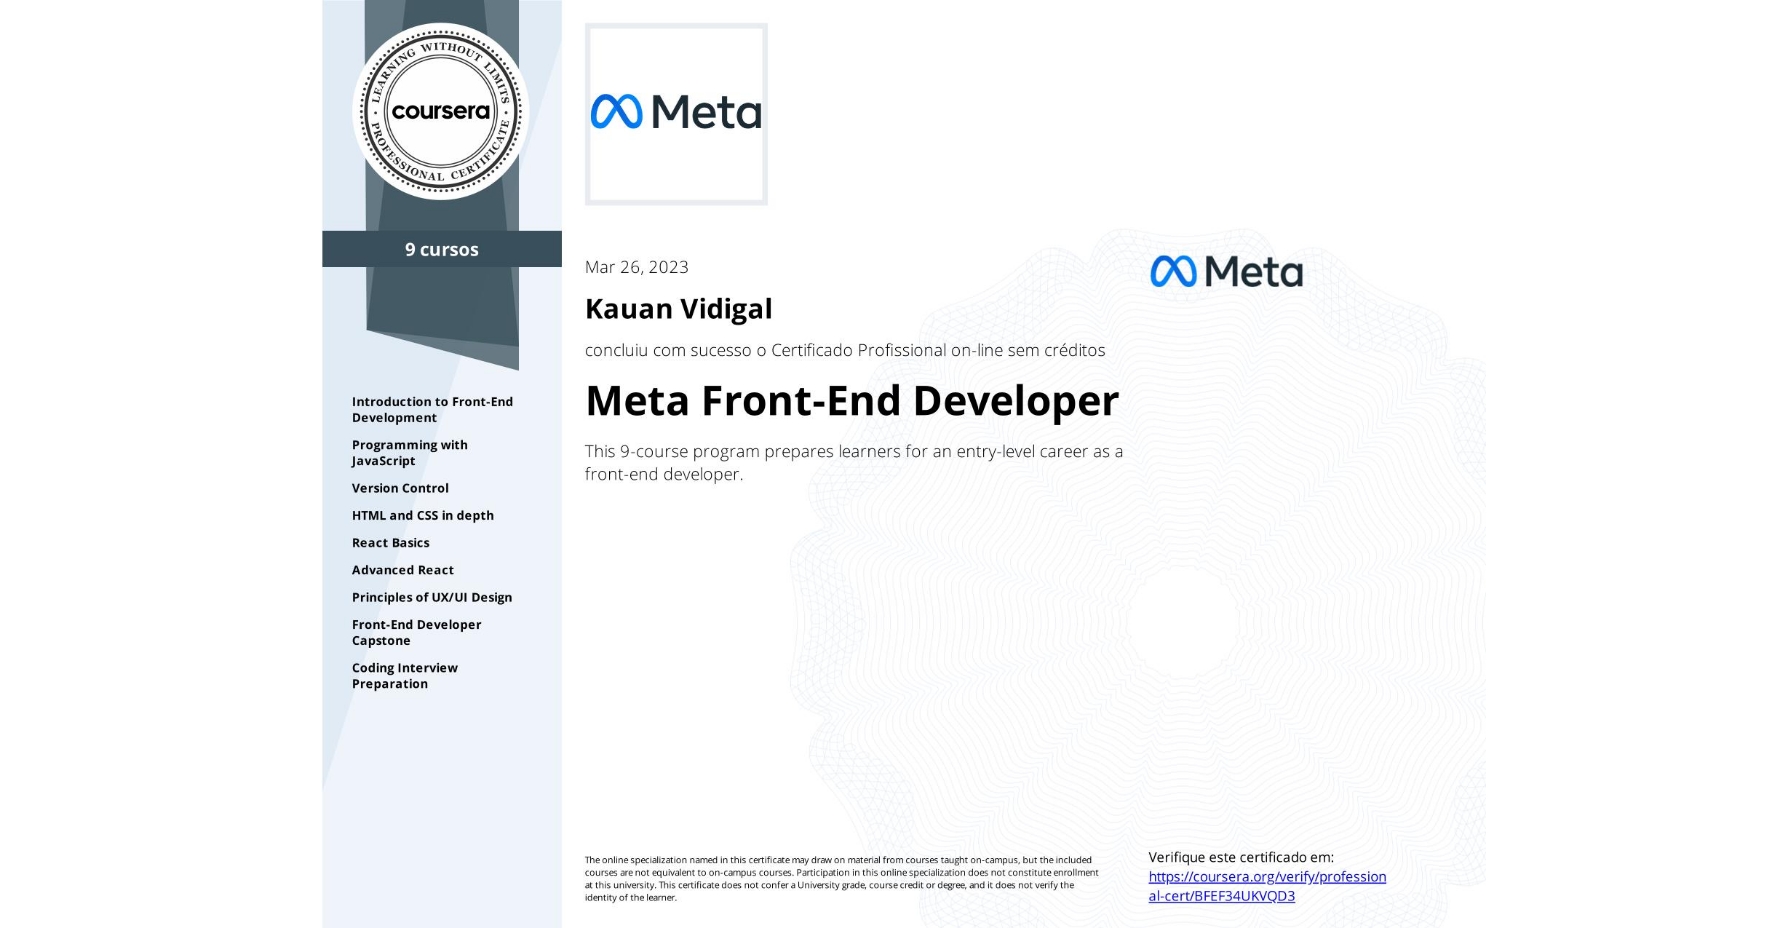 LEARNING WITHOUT LIMITS
coursera
PROFESSIONAL CERTIFICATE
9 cursos
Introduction to Front-End
Development
Programming with
JavaScript
Version Control
HTML and CSS in depth
React Basics
Advanced React
Principles of UX/UI Design
Front-End Developer
Capstone
Coding Interview
Preparation
Meta
Mar 26, 2023
Kauan Vidigal
concluiu com sucesso o Certificado Profissional on-line sem créditos
Meta Front-End Developer
This 9-course program prepares learners for an entry-level career as a
front-end developer.
Meta
The online specialization named in this certificate may draw on material from courses taught on-campus, but the included
courses are not equivalent to on-campus courses. Participation in this online specialization does not constitute enrollment
at this university. This certificate does not confer a University grade, course credit or degree, and it does not verify the
identity of the learner.
Verifique este certificado em:
https://coursera.org/verify/profession
al-cert/BFEF34UKVQD3